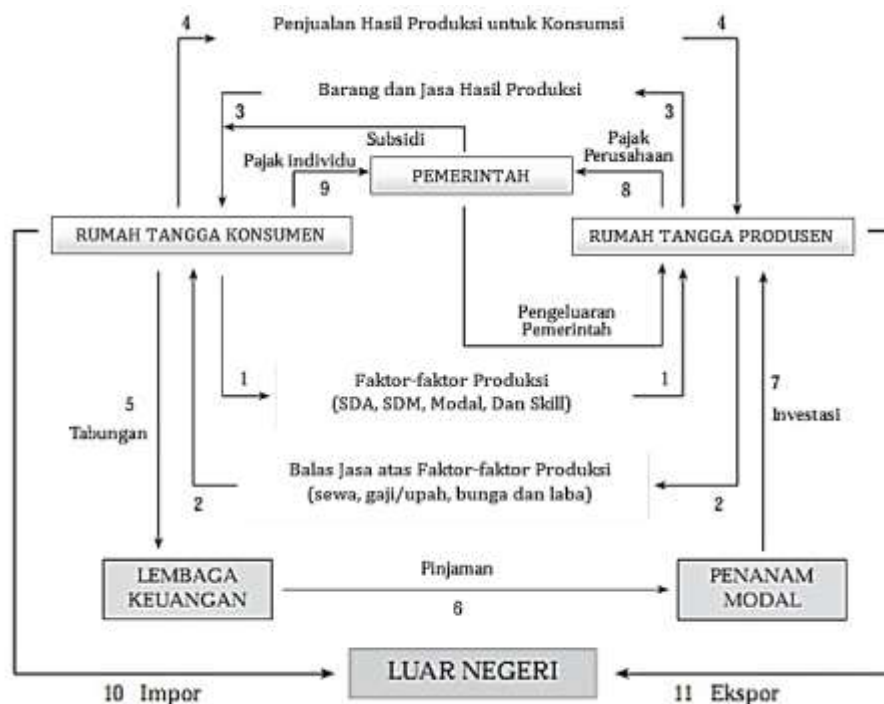 4 Penjualan Hasil Produksi untuk Konsumsi 4
Barang dan Jasa Hasil Produksi
3 3
Subsidi
Pajak individu
9
PEMERINTAH
Pajak
Perusahaan
8
RUMAH TANGGA KONSUMEN
RUMAH TANGGA PRODUSEN
Pengeluaran
Pemerintah
1 Faktor-faktor Produksi 1
(SDA, SDM, Modal, Dan Skill)
5
Tabungan
7
Investasi
Balas Jasa atas Faktor-faktor Produksi
2 (sewa, gaji/upah, bunga dan laba) 2
LEMBAGA
KEUANGAN
Pinjaman
6
PENANAM
MODAL
LUAR NEGERI
10 Impor
11 Ekspor